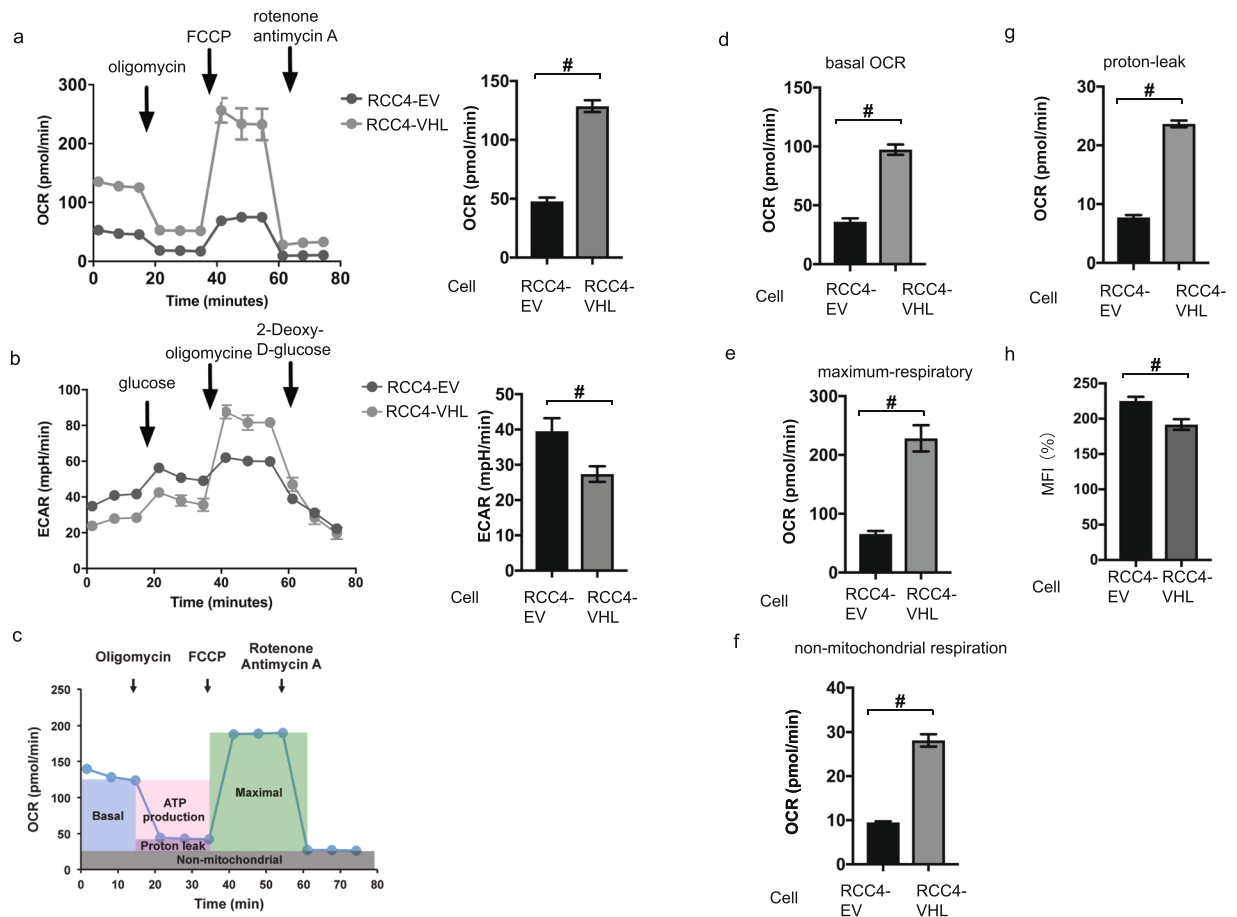 a
oligomycin
FCCP
rotenone
antimycin A
300
200
100
0
OCR (pmol/min)
0 20 40 60 80
Time (minutes)
RCC4-EV
RCC4-VHL
#
150
100
50
0
OCR (pmol/min)
Cell
RCC4- RCC4-
EV VHL
b
glucose
oligomycine
2-Deoxy-
D-glucose
100
80
60
40
20
0
ECAR (mpH/min)
0 20 40 60 80
Time (minutes)
RCC4-EV
RCC4-VHL
#
50
40
30
20
10
0
ECAR (mpH/min)
Cell
RCC4- RCC4-
EV VHL
c
Oligomycin FCCP
Rotenone
Antimycin A
250
200
150
100
50
0
OCR (pmol/min)
Basal
ATP
production
Proton leak
Maximal
Non-mitochondrial
0 10 20 30 40 50 60 70 80
Time (min)
d
basal OCR
#
150
100
50
0
OCR (pmol/min)
Cell
RCC4- RCC4-
EV VHL
e
maximum-respiratory
#
300
200
100
0
OCR (pmol/min)
Cell
RCC4- RCC4-
EV VHL
f
non-mitochondrial respiration
#
40
30
20
10
0
OCR (pmol/min)
Cell
RCC4- RCC4-
EV VHL
g
proton-leak
#
30
20
10
0
OCR (pmol/min)
Cell
RCC4- RCC4-
EV VHL
h
#
250
200
150
100
50
0
MFI (%)
Cell
RCC4- RCC4-
EV VHL